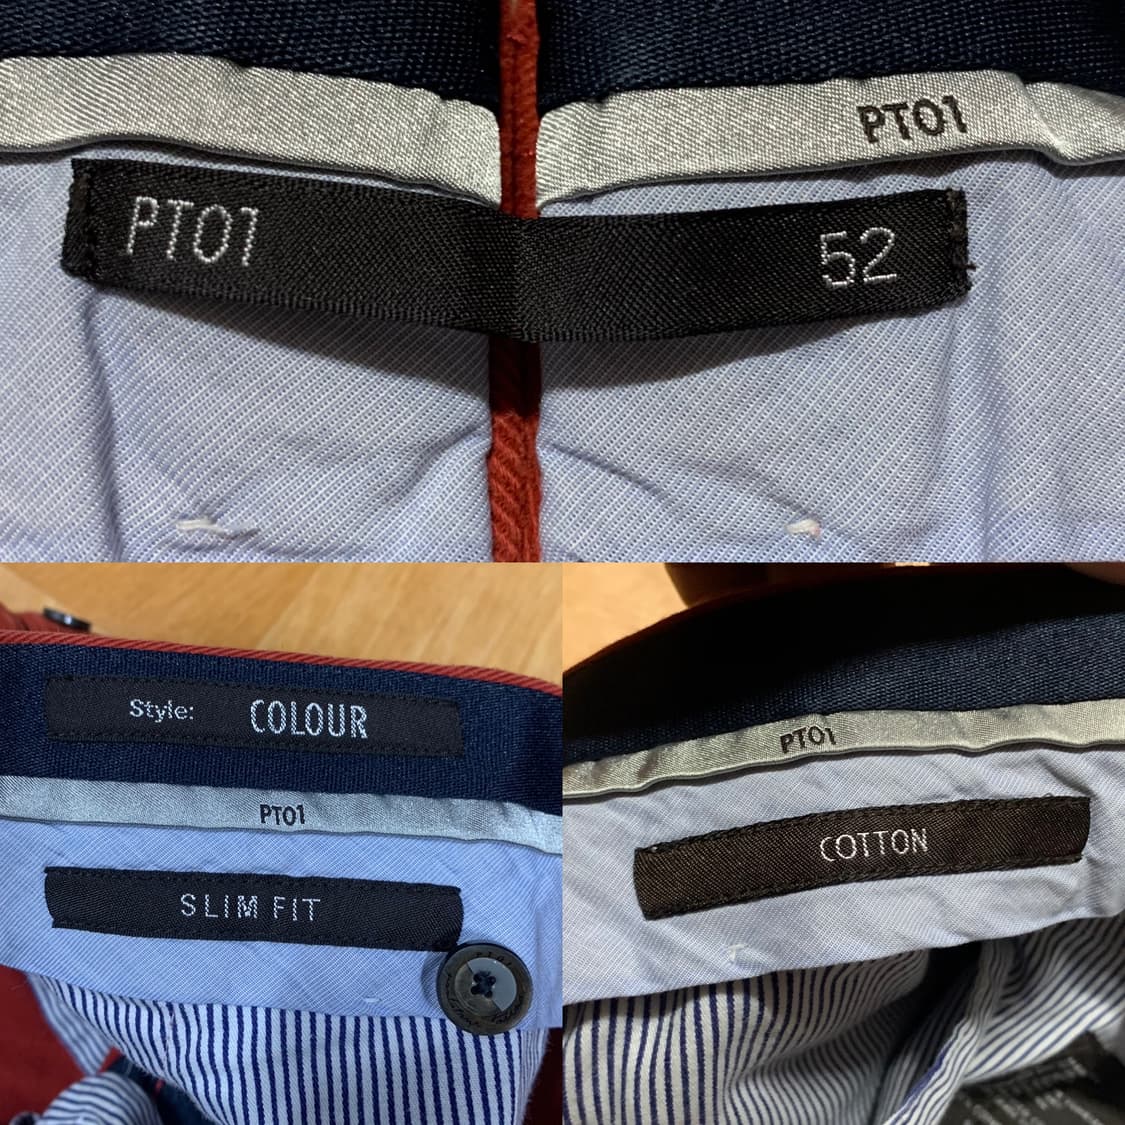 PT01
PT01 52
Style: COLOUR
PT01
SLIM FIT
PT01
COTTON